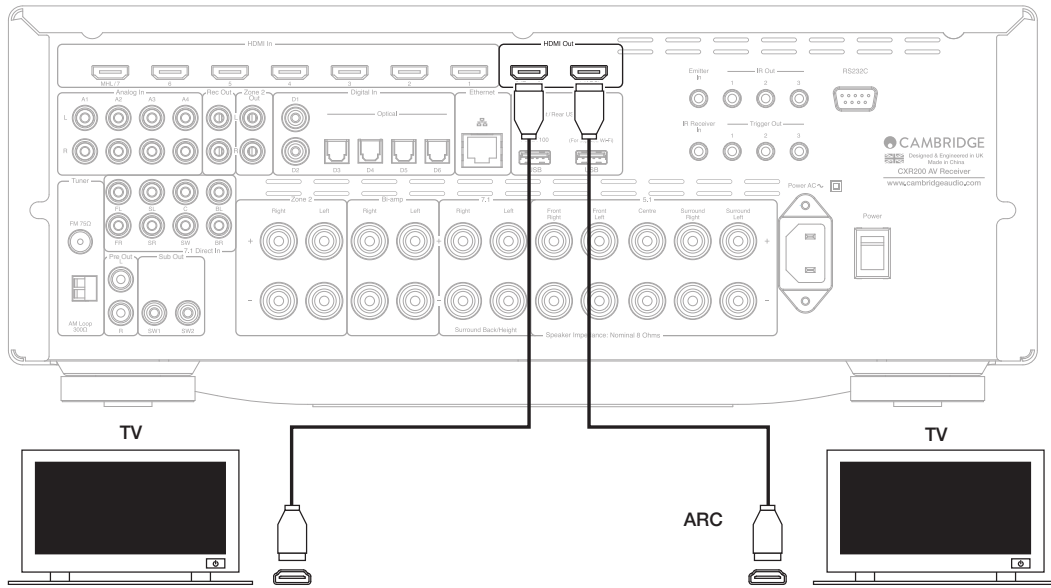 HDMI In
HDMI Out
MHL/7 6 5 4 3 2 1
Emitter In
IR Out
1 2 3
RS232C
Analog In
Rec Out
Zone 2 Out
Digital In
Ethernet
A1 A2 A3 A4
D1
L
L
Optical
/ Rear US
100
(For
Wi-Fi)
R
R
D2 D3 D4 D5 D6
USB
USB
IR Receiver In
Trigger Out
1 2 3
CAMBRIDGE
Designed & Engineered in UK
Made in China
CXR200 AV Receiver
www.cambridgeaudio.com
Tuner
FL SL C BL
FM 75Ω
FR SR SW BR
7.1 Direct In
Pre Out
L
Sub Out
AM Loop
300Ω
R
SW1 SW2
Zone 2
Bi-amp
7.1
5.1
Right Left Right Left Right Left Front Right Front Left Centre Surround Right Surround Left
+ + +
− − −
Surround Back/Height
Speaker Impedance: Nominal 8 Ohms
Power AC
Power
TV
TV
ARC